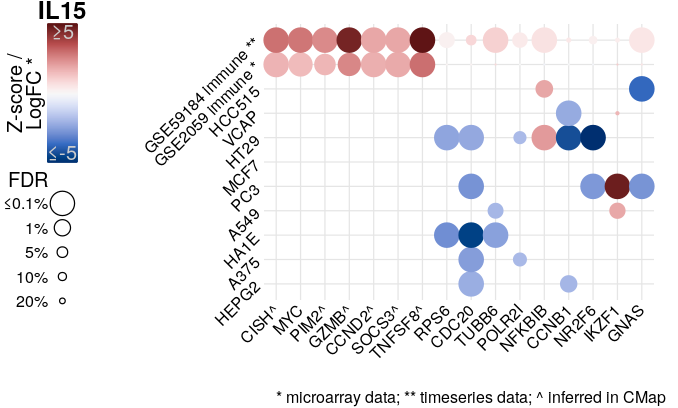 IL15
≥5
Z-score /
LogFC*
≤-5
FDR
≤0.1%
1%
5%
10%
20%
GSE59184 Immune **
GSE2059 Immune *
HCC515
VCAP
HT29
MCF7
PC3
A549
HA1E
A375
HEPG2
CISH^
MYC
PIM2^
GZMB^
CCND2^
SOCS3^
TNFSF8^
RPS6
CDC20
TUBB6
POLR2I
NFKBIB
CCNB1
NR2F6
IKZF1
GNAS
* microarray data; ** timeseries data; ^ inferred in CMap